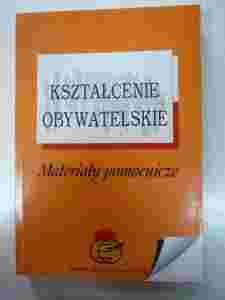 KSZTAŁCENIE
OBYWATELSKIE
Materiały pomocnicze